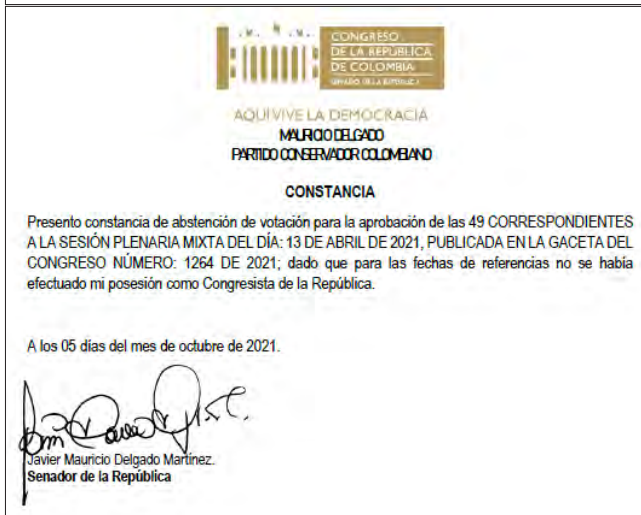 CONGRESO
DE LA REPÚBLICA
DE COLOMBIA
SENADO DE LA REPÚBLICA
AQUÍ VIVE LA DEMOCRACIA
MAURICIO DELGADO
PARTIDO CONSERVADOR COLOMBIANO
CONSTANCIA
Presento constancia de abstención de votación para la aprobación de las 49 CORRESPONDIENTES
A LA SESIÓN PLENARIA MIXTA DEL DÍA: 13 DE ABRIL DE 2021, PUBLICADA EN LA GACETA DEL
CONGRESO NÚMERO: 1264 DE 2021; dado que para las fechas de referencias no se había
efectuado mi posesión como Congresista de la República.
A los 05 días del mes de octubre de 2021.
Javier Mauricio Delgado Martínez.
Senador de la República